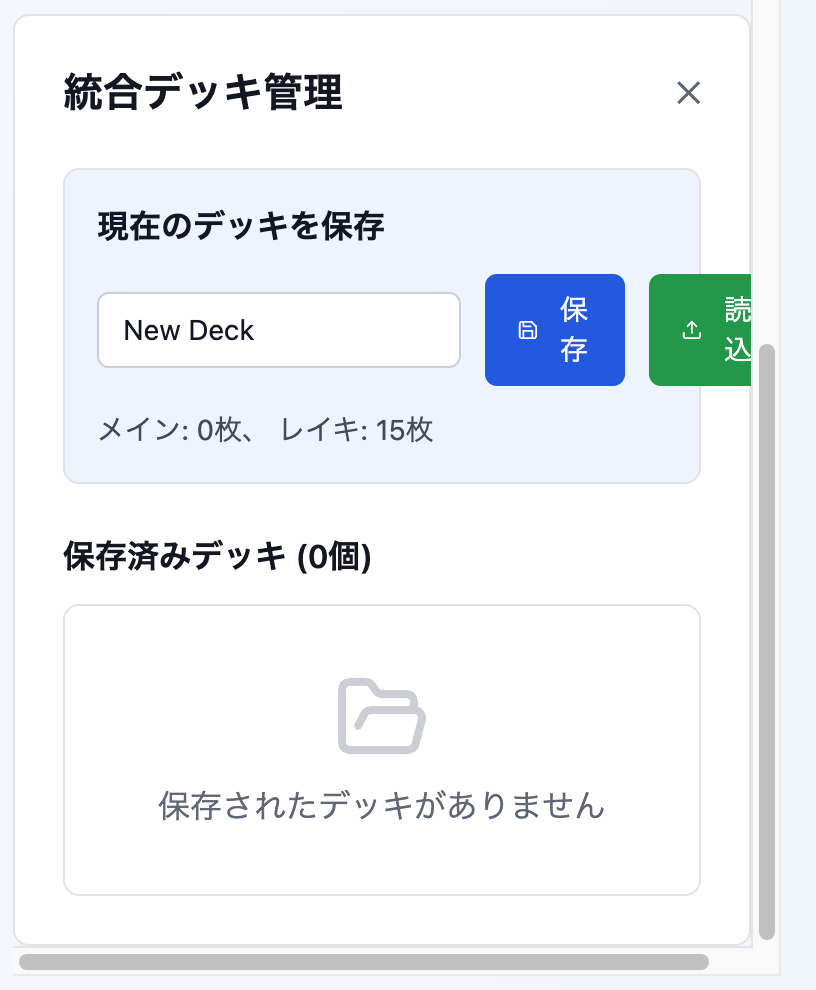 統合デッキ管理
現在のデッキを保存
New Deck
保
存
読
込
メイン: 0枚、 レイキ: 15枚
保存済みデッキ (0個)
保存されたデッキがありません